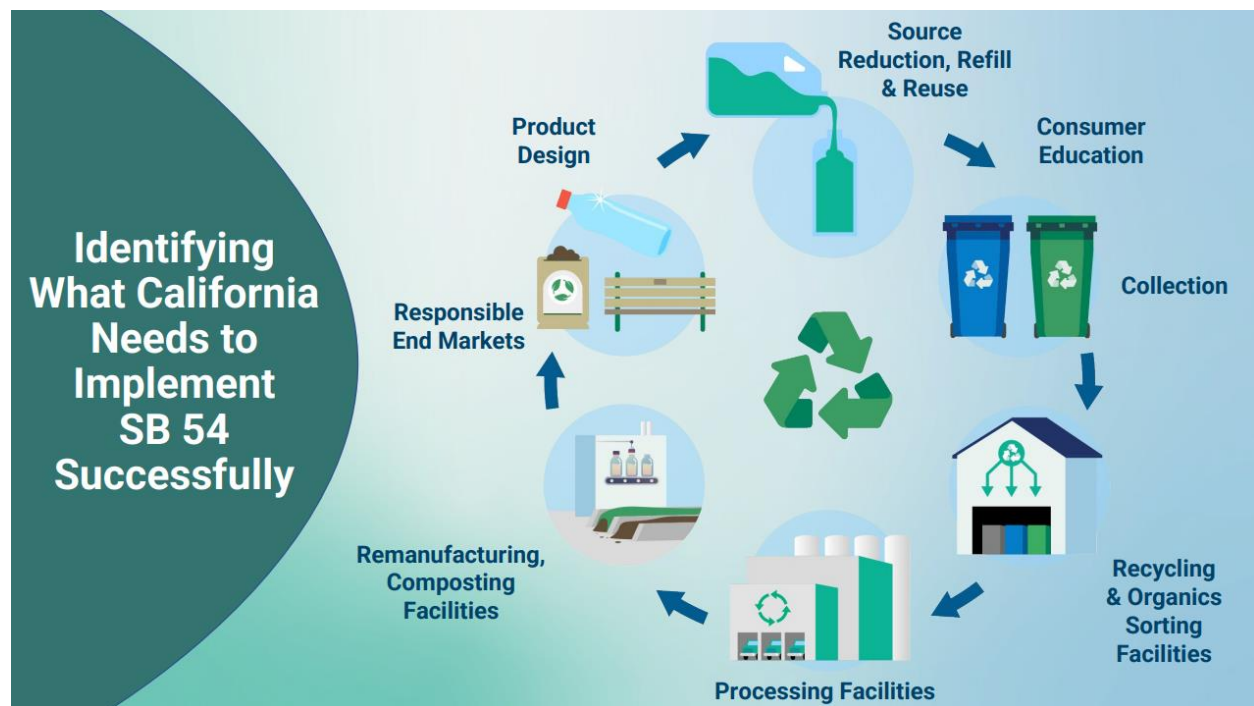 Identifying
What California
Needs to
Implement
SB 54
Successfully
Source
Reduction, Refill
& Reuse
Consumer
Education
Collection
Recycling
& Organics
Sorting
Facilities
Processing Facilities
Remanufacturing,
Composting
Facilities
Responsible
End Markets
Product
Design